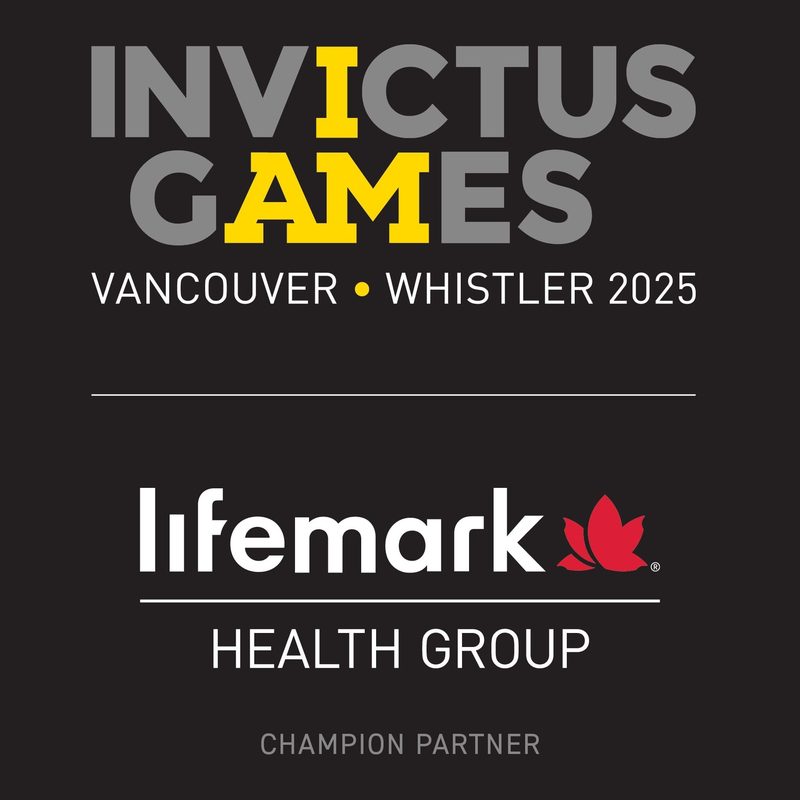 INVICTUS
GAMES
VANCOUVER • WHISTLER 2025
lifemark ®
HEALTH GROUP
CHAMPION PARTNER